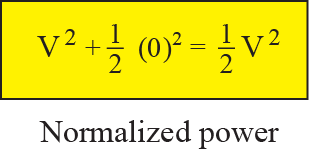 V² + 1/2 (0)² = 1/2 V²
Normalized power